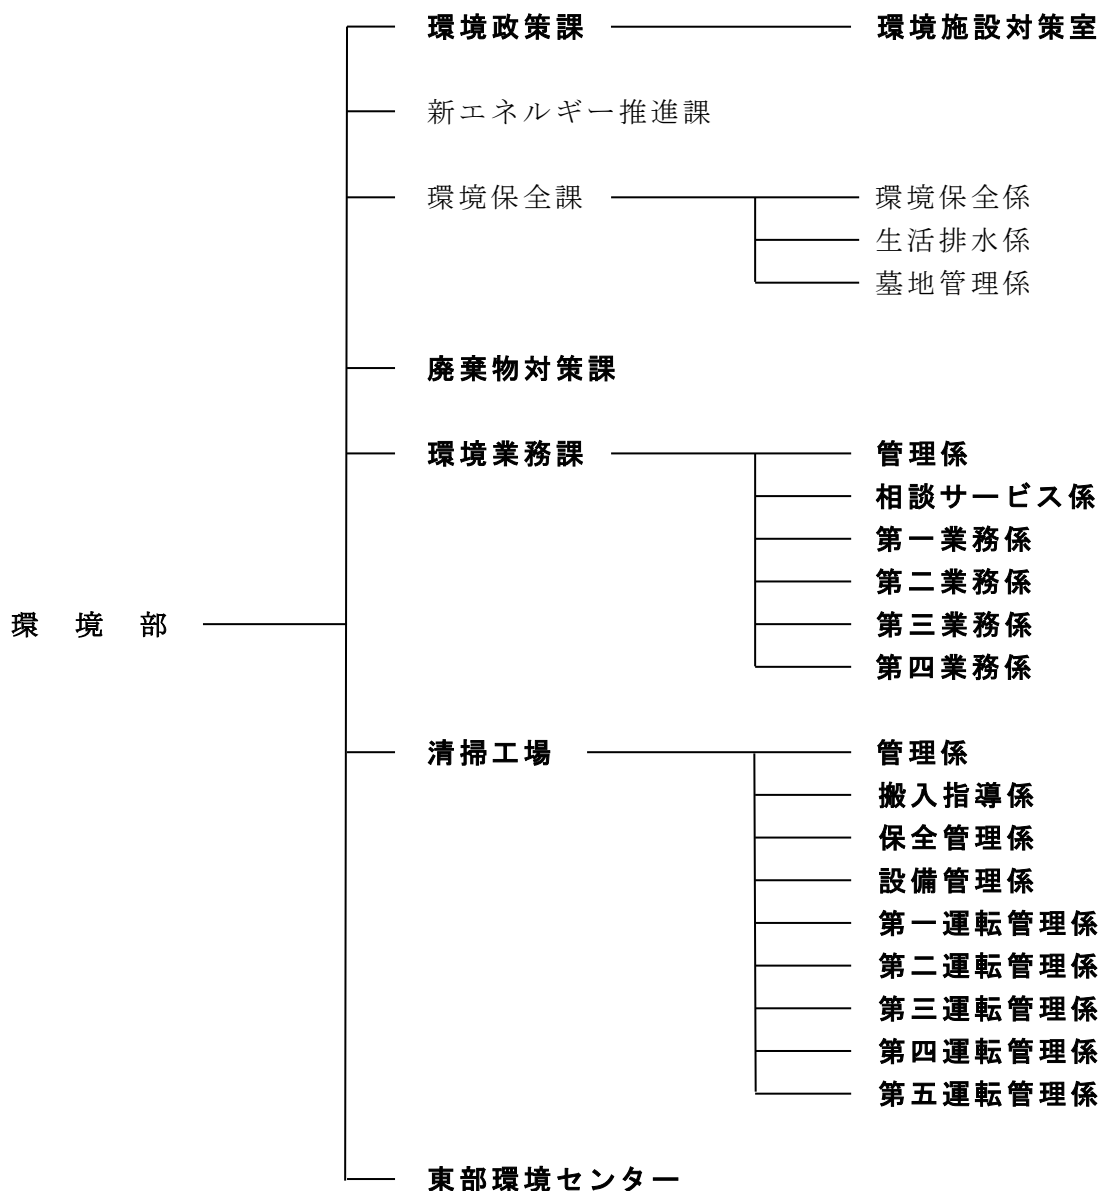 環境政策課 環境施設対策室
新エネルギー推進課
環境保全課 環境保全係
生活排水係
墓地管理係
廃棄物対策課
環境業務課 管理係
相談サービス係
第一業務係
第二業務係
環境部 第三業務係
第四業務係
清掃工場 管理係
搬入指導係
保全管理係
設備管理係
第一運転管理係
第二運転管理係
第三運転管理係
第四運転管理係
第五運転管理係
東部環境センター